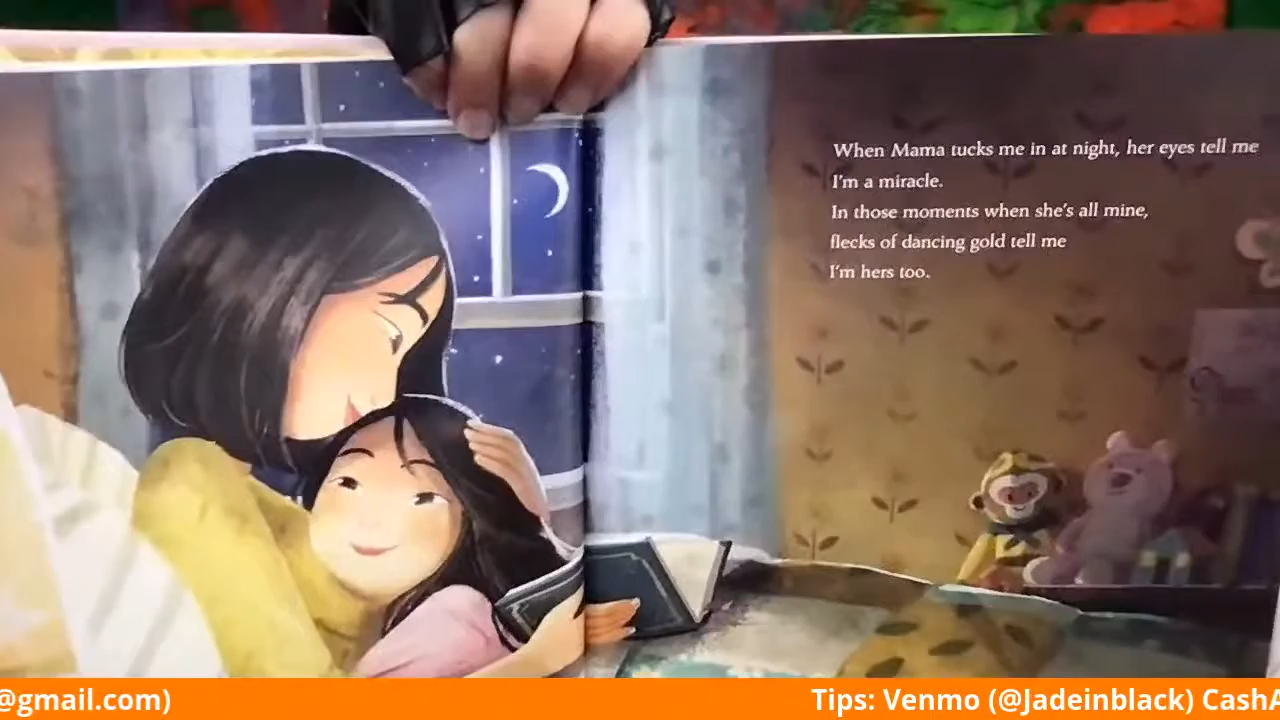 When Mama tucks me in at night, her eyes tell me
I'm a miracle.
In those moments when she's all mine,
flecks of dancing gold tell me
I'm hers too.
@gmail.com) Tips: Venmo (@Jadeinblack) CashA